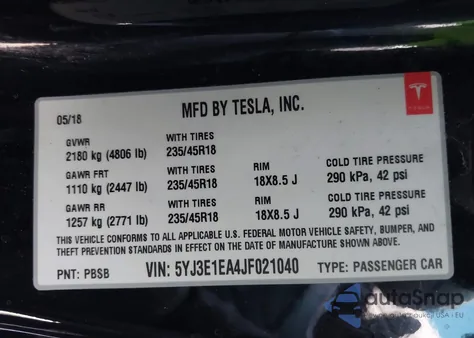 05/18 MFD BY TESLA, INC. TESLA
GVWR WITH TIRES
2180 kg (4806 lb) 235/45R18
GAWR FRT WITH TIRES RIM COLD TIRE PRESSURE
1110 kg (2447 lb) 235/45R18 18X8.5 J 290 kPa, 42 psi
GAWR RR WITH TIRES RIM COLD TIRE PRESSURE
1257 kg (2771 lb) 235/45R18 18X8.5 J 290 kPa, 42 psi
THIS VEHICLE CONFORMS TO ALL APPLICABLE U.S. FEDERAL MOTOR VEHICLE SAFETY, BUMPER, AND
THEFT PREVENTION STANDARDS IN EFFECT ON THE DATE OF MANUFACTURE SHOWN ABOVE.
PNT: PBSB VIN: 5YJ3E1EA4JF021040 TYPE: PASSENGER CAR
autoSnap
USA - EU